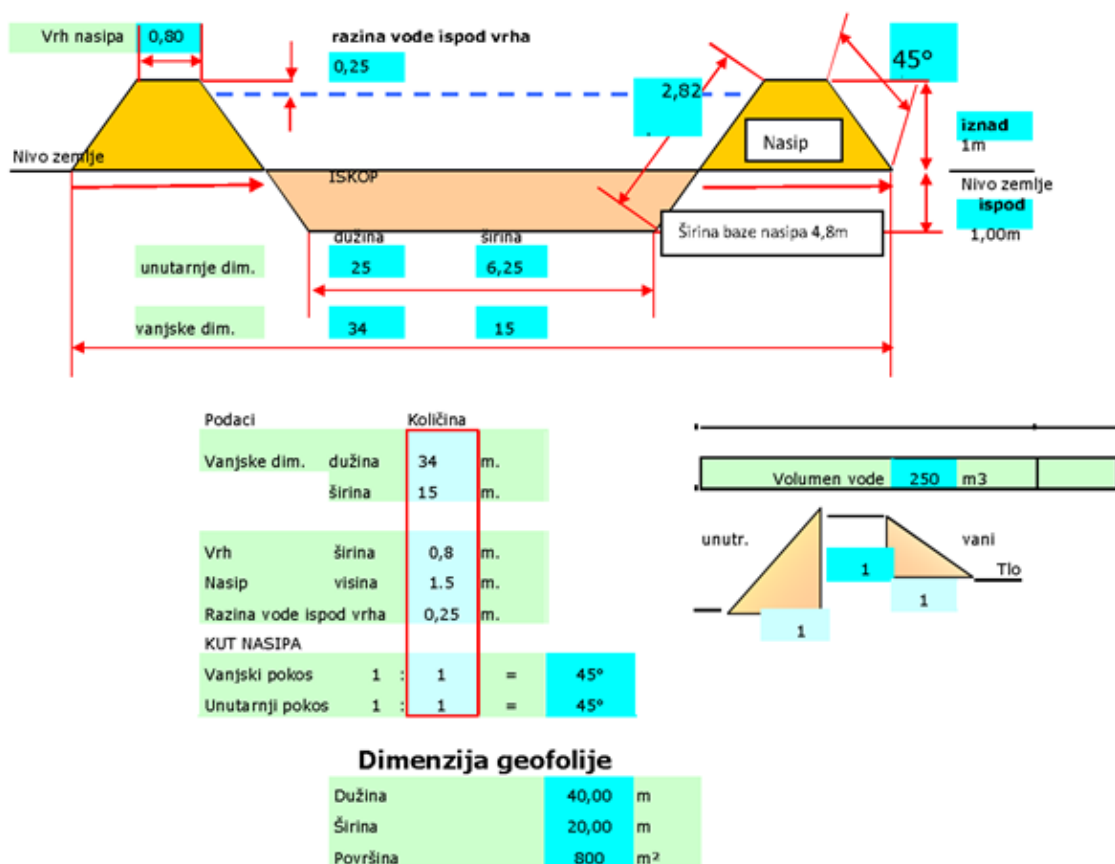 Vrh nasipa 0,80
razina vode ispod vrha
0,25
45°
2,82
Nasip
iznad
1m
Nivo zemlje
ISKOP
Nivo zemlje
ispod
1,00m
Širina baze nasipa 4,8m
dužina širina
unutarnje dim. 25 6,25
vanjske dim. 34 15
Podaci Količina
Vanjske dim. dužina 34 m.
širina 15 m.
Vrh širina 0,8 m.
Nasip visina 1.5 m.
Razina vode ispod vrha 0,25 m.
KUT NASIPA
Vanjski pokos 1 : 1 = 45°
Unutarnji pokos 1 : 1 = 45°
Volumen vode 250 m3
unutr. vani
1 Tlo
1
1
Dimenzija geofolije
Dužina 40,00 m
Širina 20,00 m
Površina 800 m²